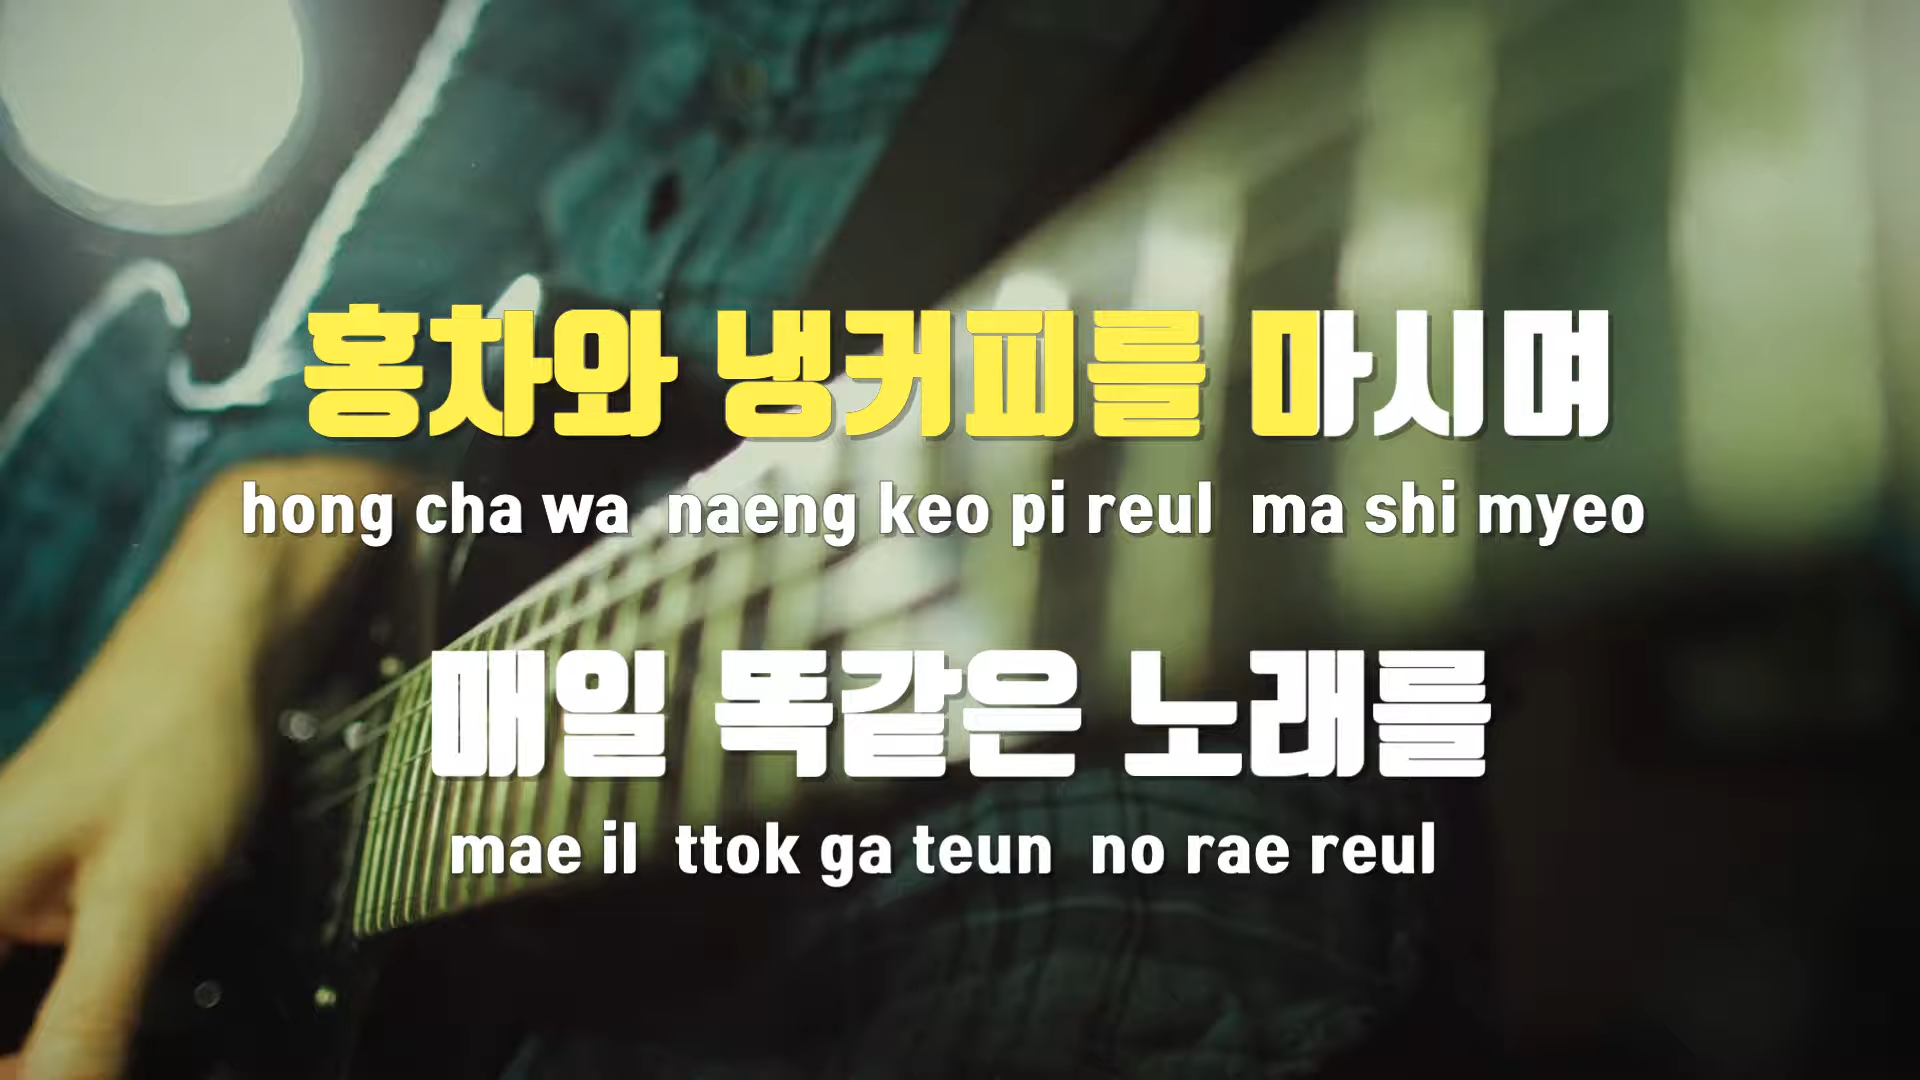 홍차와 냉커피를 마시며
hong cha wa naeng keo pi reul ma shi myeo
매일 똑같은 노래를
mae il ttok ga teun no rae reul